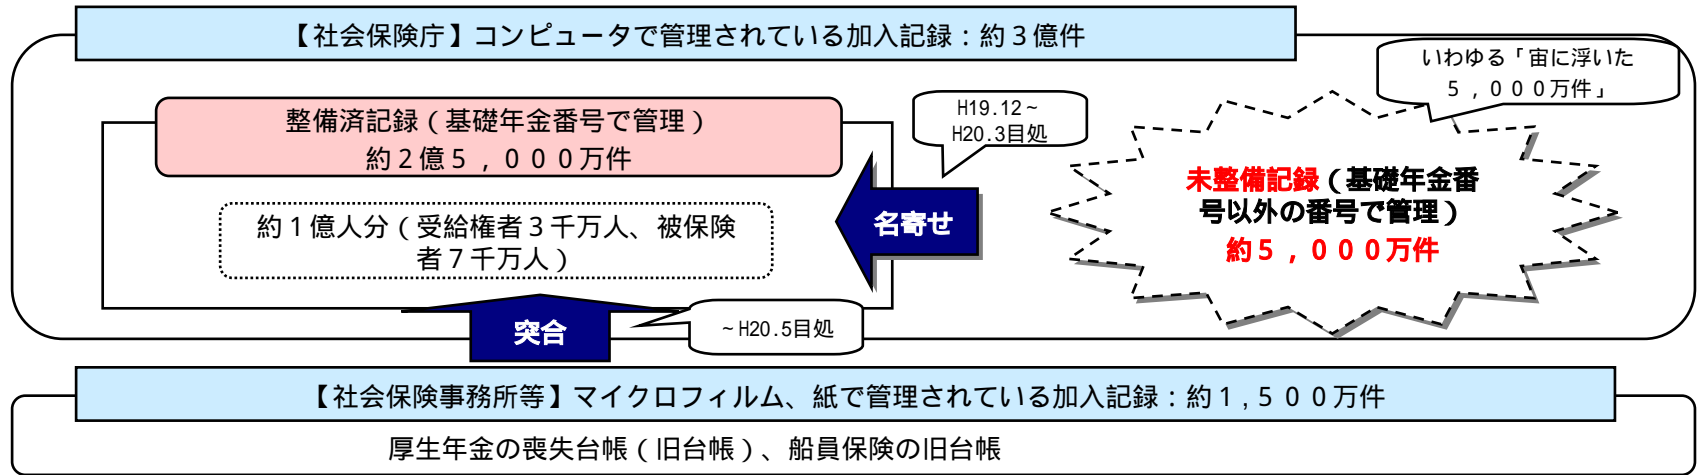 【社会保険庁】コンピュータで管理されている加入記録：約３億件
いわゆる「宙に浮いた
５，０００万件」
整備済記録（基礎年金番号で管理）
約２億５，０００万件
H19.12～
H20.3目処
未整備記録（基礎年金番
号以外の番号で管理）
約５，０００万件
約１億人分（受給権者３千万人、被保険
者７千万人）
名寄せ
突合
～H20.5目処
【社会保険事務所等】マイクロフィルム、紙で管理されている加入記録：約１,５００万件
厚生年金の喪失台帳（旧台帳）、船員保険の旧台帳